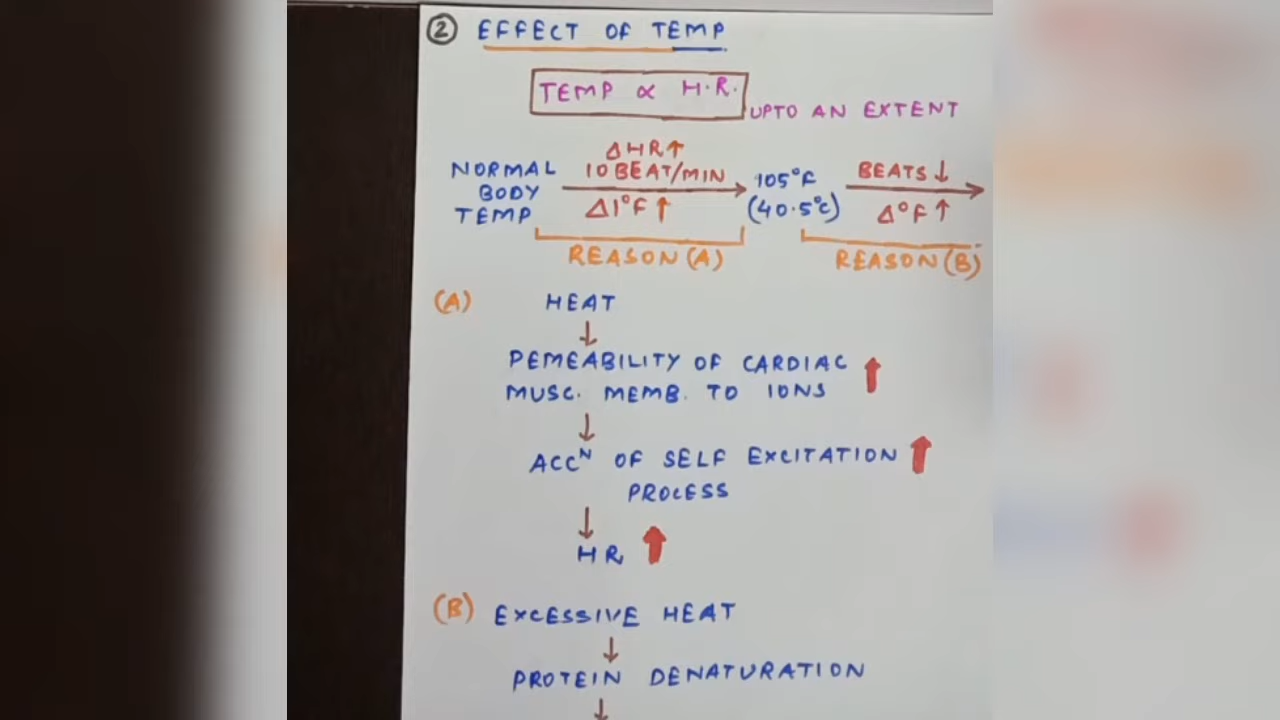 ② EFFECT OF TEMP
TEMP ∝ H.R.
UPTO AN EXTENT
NORMAL BODY TEMP
ΔHR↑
10 BEAT/MIN
Δ1°F↑
105°F
(40.5°C)
BEATS↓
Δ°F↑
REASON (A)
REASON (B)
(A) HEAT
↓
PEMEABILITY OF CARDIAC ↑
MUSC. MEMB. TO IONS
↓
ACCᴺ OF SELF EXCITATION ↑
PROCESS
↓
HR ↑
(B) EXCESSIVE HEAT
↓
PROTEIN DENATURATION
↓